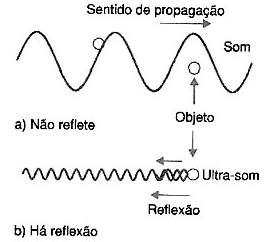 Sentido de propagação
Som
a) Não reflete
Objeto
Ultra-som
Reflexão
b) Há reflexão